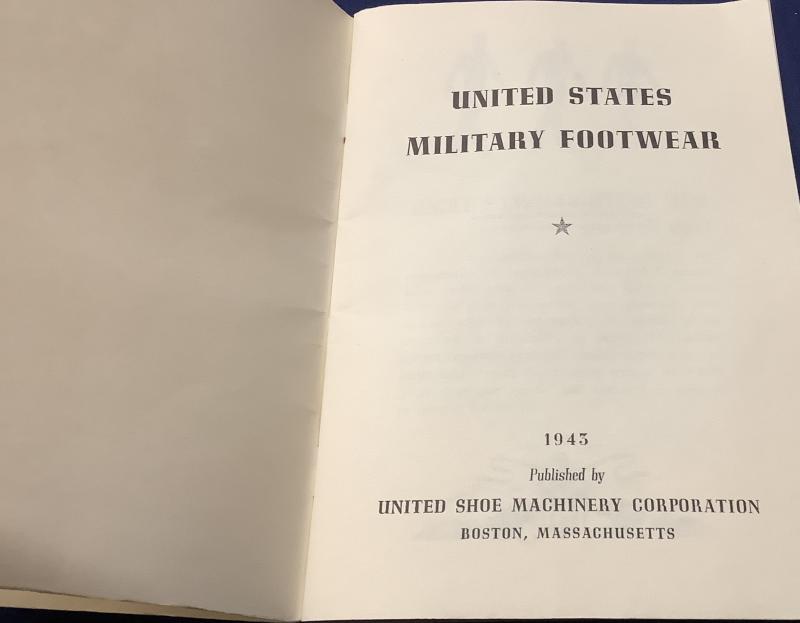 UNITED STATES
MILITARY FOOTWEAR
1943
Published by
UNITED SHOE MACHINERY CORPORATION
BOSTON, MASSACHUSETTS